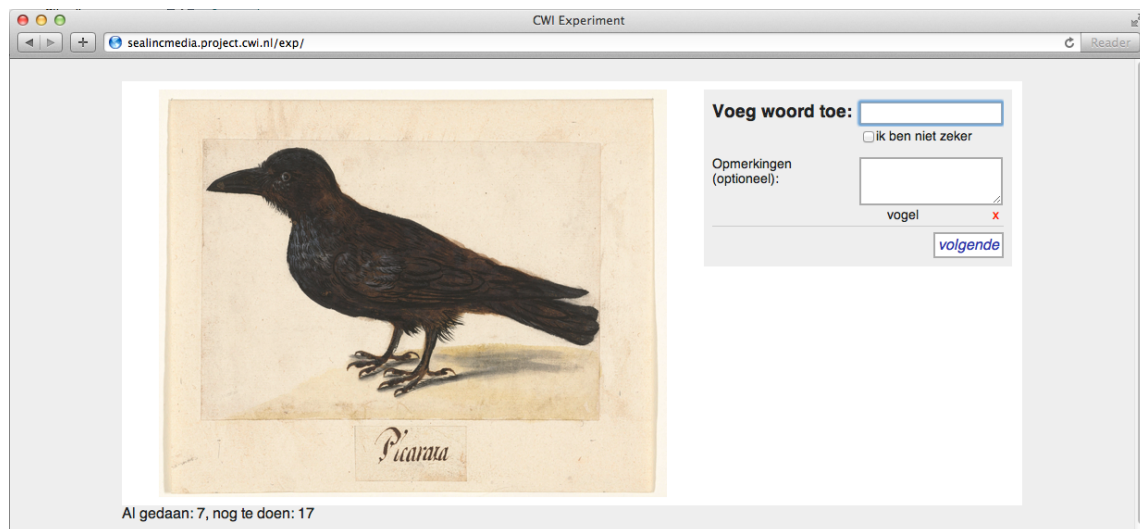 CWI Experiment
sealincmedia.project.cwi.nl/exp/
Reader
Voeg woord toe:
ik ben niet zeker
Opmerkingen
(optioneel):
vogel x
volgende
Picarata
Al gedaan: 7, nog te doen: 17